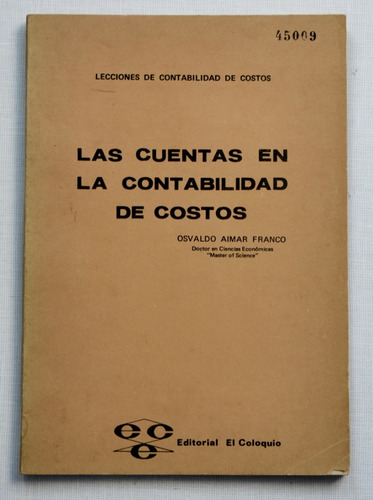 45009
LECCIONES DE CONTABILIDAD DE COSTOS
LAS CUENTAS EN
LA CONTABILIDAD
DE COSTOS
OSVALDO AIMAR FRANCO
Doctor en Ciencias Económicas
"Master of Science"
ece
Editorial El Coloquio